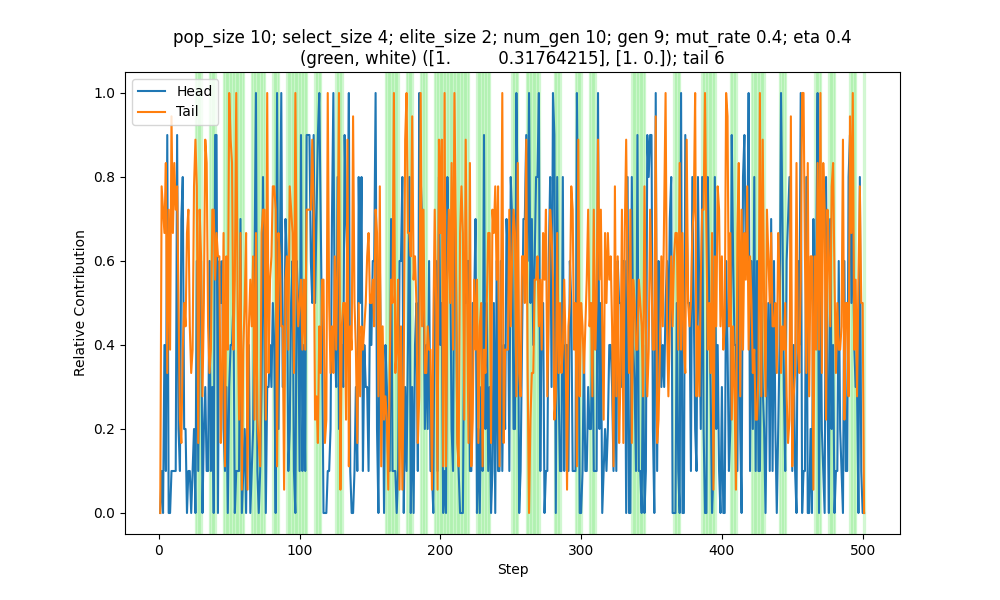 pop_size 10; select_size 4; elite_size 2; num_gen 10; gen 9; mut_rate 0.4; eta 0.4
(green, white) ([1.         0.31764215], [1. 0.]); tail 6
Head
Tail
Relative Contribution
1.0
0.8
0.6
0.4
0.2
0.0
0 100 200 300 400 500
Step